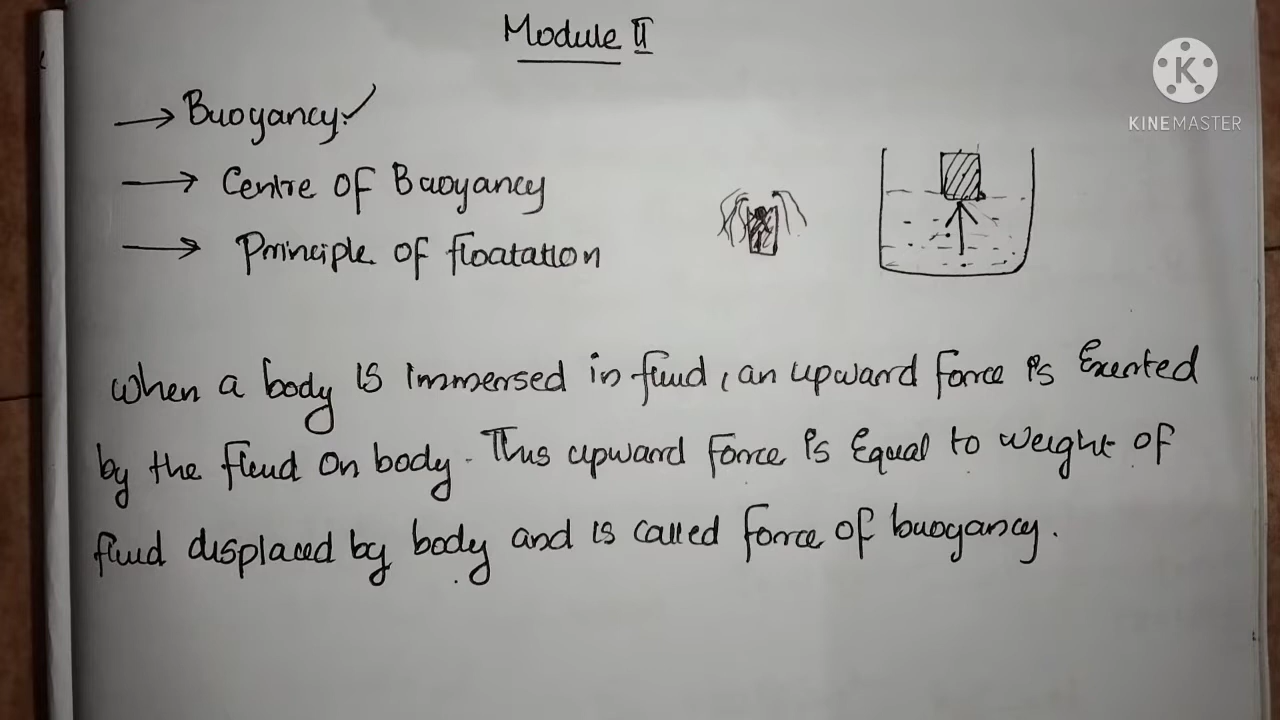 Module II
K
KINEMASTER
→ Buoyancy ✓
→ Centre of Buoyancy
→ Principle of floatation
When a body is immersed in fluid, an upward force is Exerted
by the fluid on body. This upward force is Equal to weight of
fluid displaced by body and is called force of buoyancy.